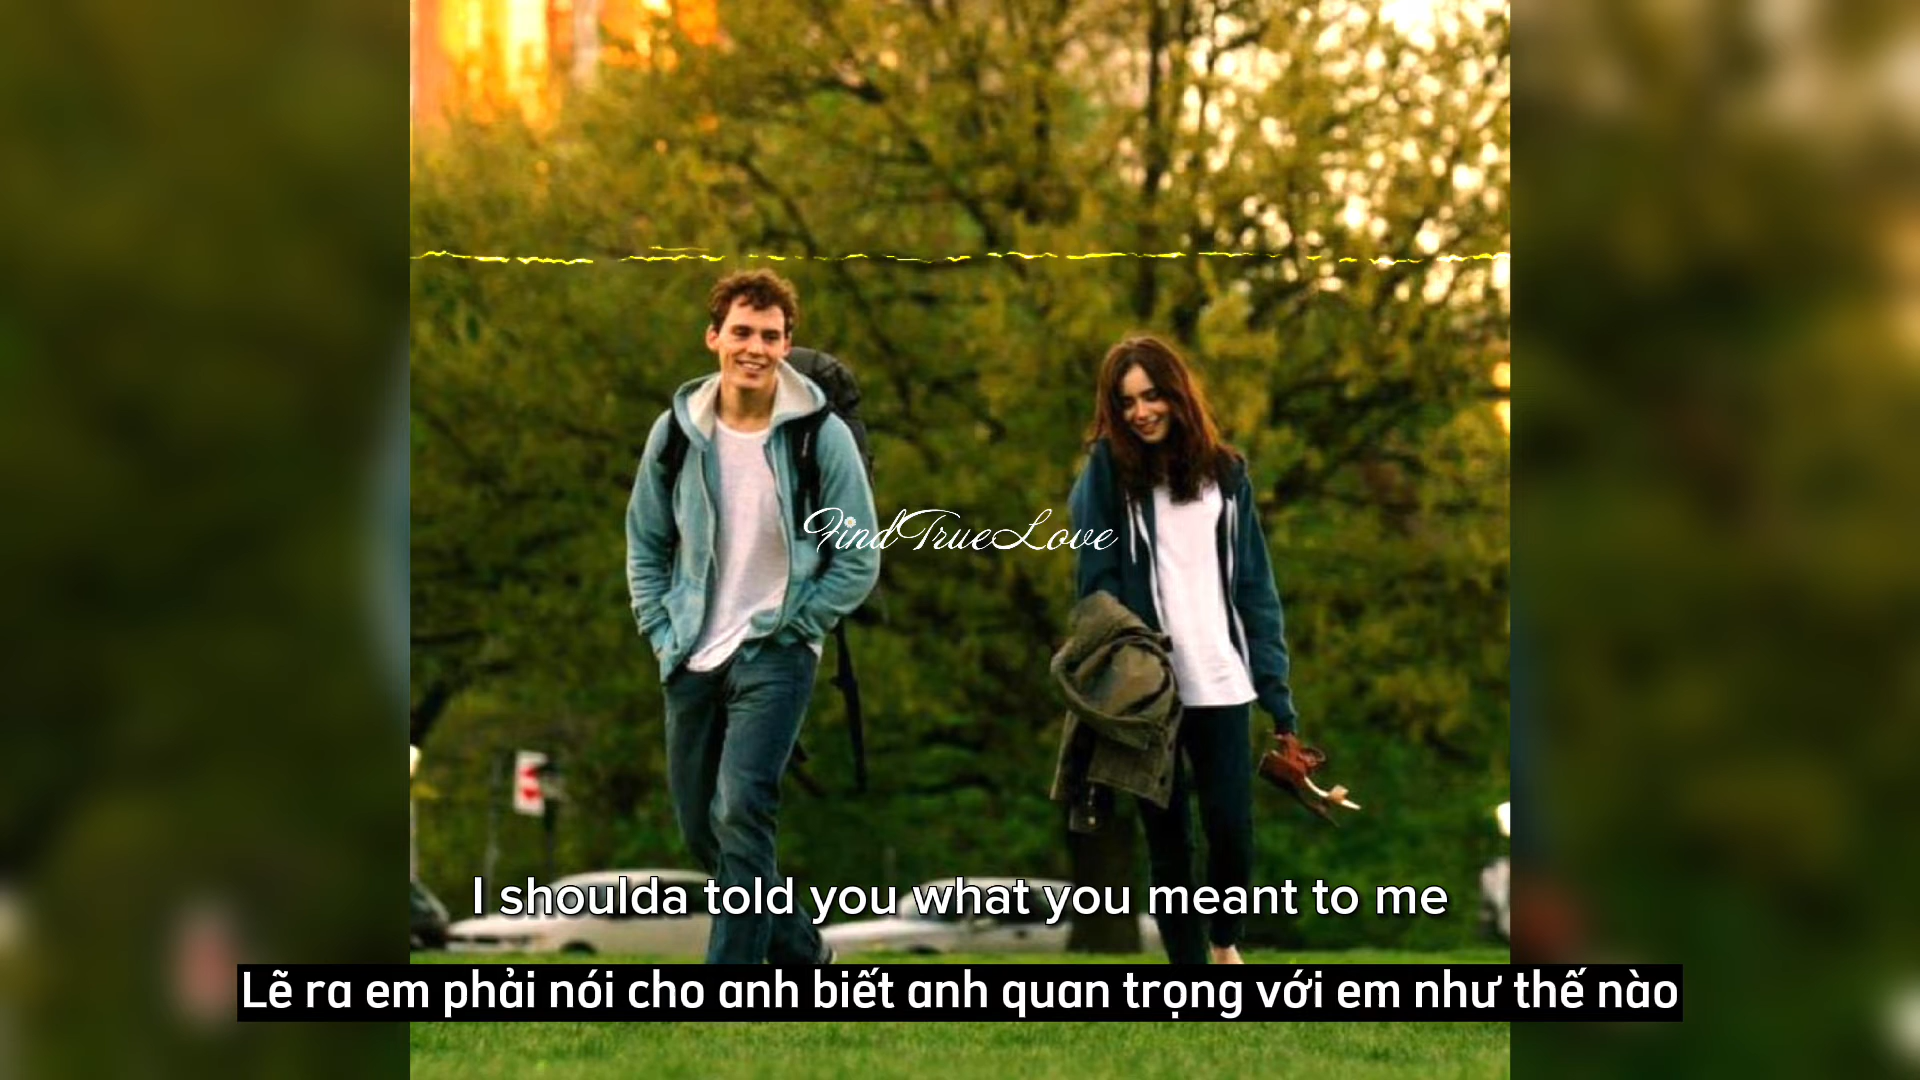 FindTrueLove
I shoulda told you what you meant to me
Lẽ ra em phải nói cho anh biết anh quan trọng với em như thế nào